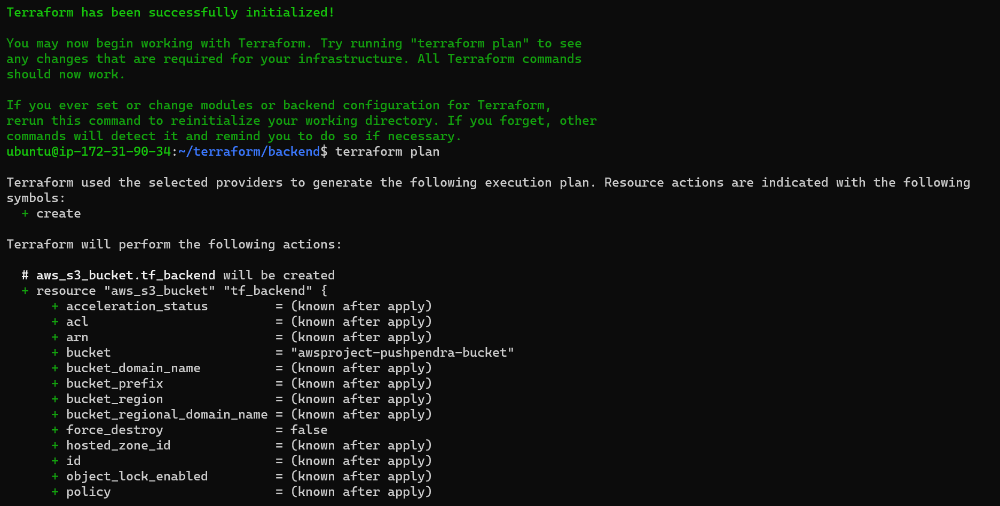 Terraform has been successfully initialized!
You may now begin working with Terraform. Try running "terraform plan" to see
any changes that are required for your infrastructure. All Terraform commands
should now work.
If you ever set or change modules or backend configuration for Terraform,
rerun this command to reinitialize your working directory. If you forget, other
commands will detect it and remind you to do so if necessary.
ubuntu@ip-172-31-90-34:~/terraform/backend$ terraform plan
Terraform used the selected providers to generate the following execution plan. Resource actions are indicated with the following
symbols:
  + create
Terraform will perform the following actions:
  # aws_s3_bucket.tf_backend will be created
  + resource "aws_s3_bucket" "tf_backend" {
      + acceleration_status         = (known after apply)
      + acl                         = (known after apply)
      + arn                         = (known after apply)
      + bucket                      = "awsproject-pushpendra-bucket"
      + bucket_domain_name          = (known after apply)
      + bucket_prefix               = (known after apply)
      + bucket_region               = (known after apply)
      + bucket_regional_domain_name = (known after apply)
      + force_destroy               = false
      + hosted_zone_id              = (known after apply)
      + id                          = (known after apply)
      + object_lock_enabled         = (known after apply)
      + policy                      = (known after apply)